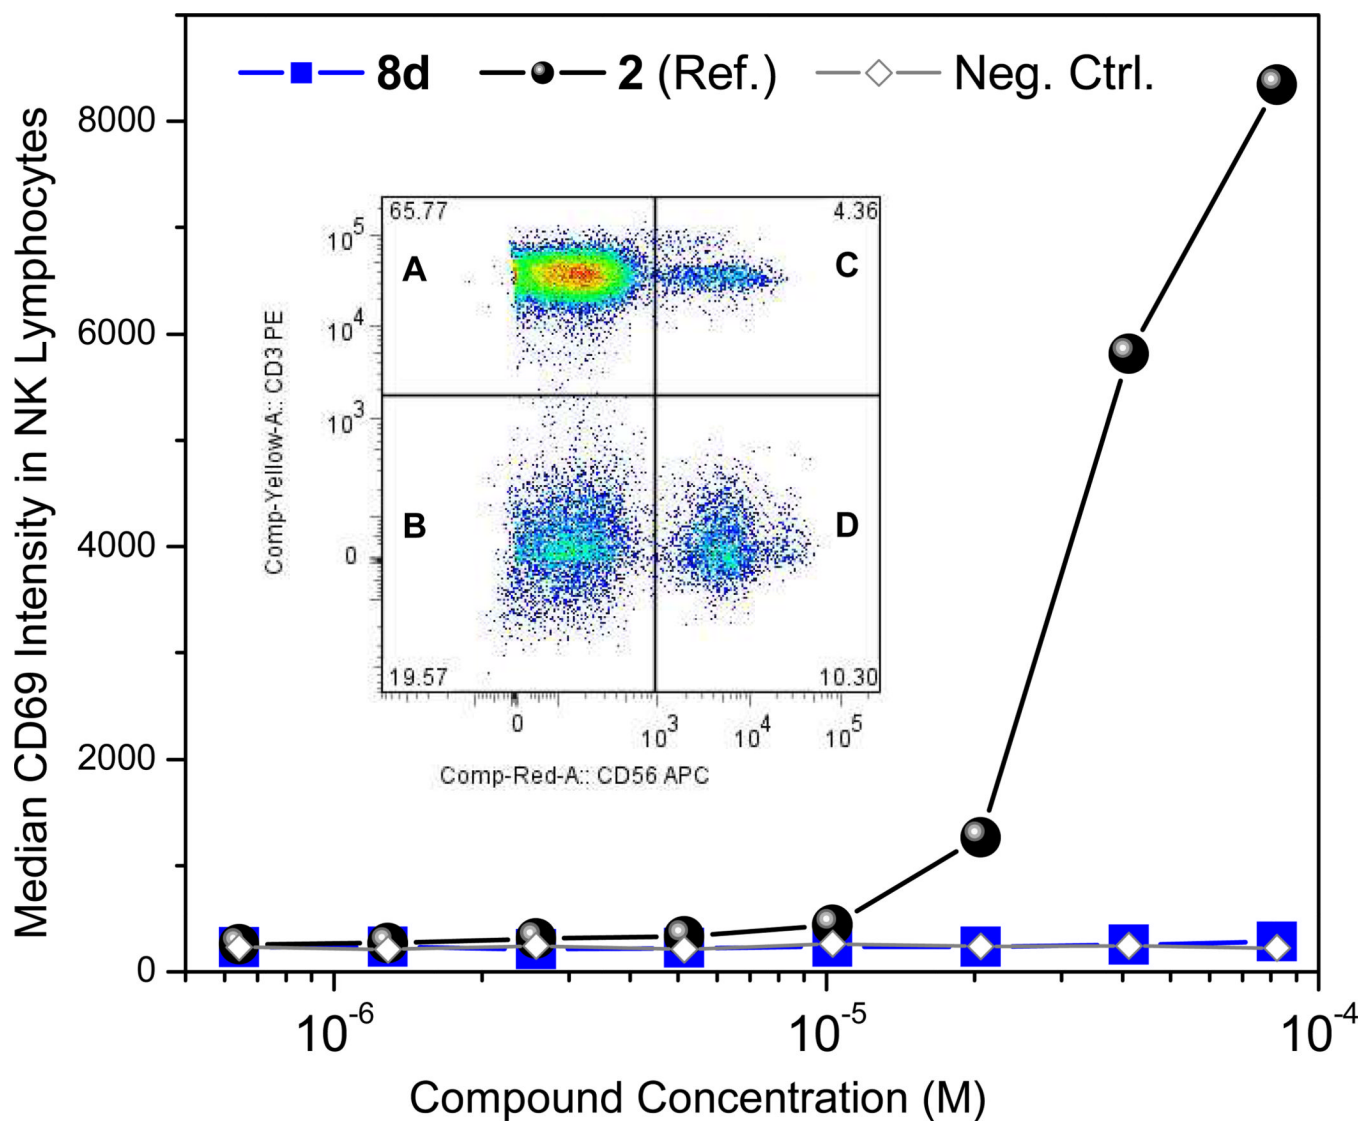 8d 2 (Ref.) Neg. Ctrl.
Median CD69 Intensity in NK Lymphocytes
8000
6000
4000
2000
0
65.77 4.36
A C
B D
19.57 10.30
Comp-Yellow-A:: CD3 PE
10^5
10^4
10^3
0
0 10^3 10^4 10^5
Comp-Red-A:: CD56 APC
10^-6 10^-5 10^-4
Compound Concentration (M)